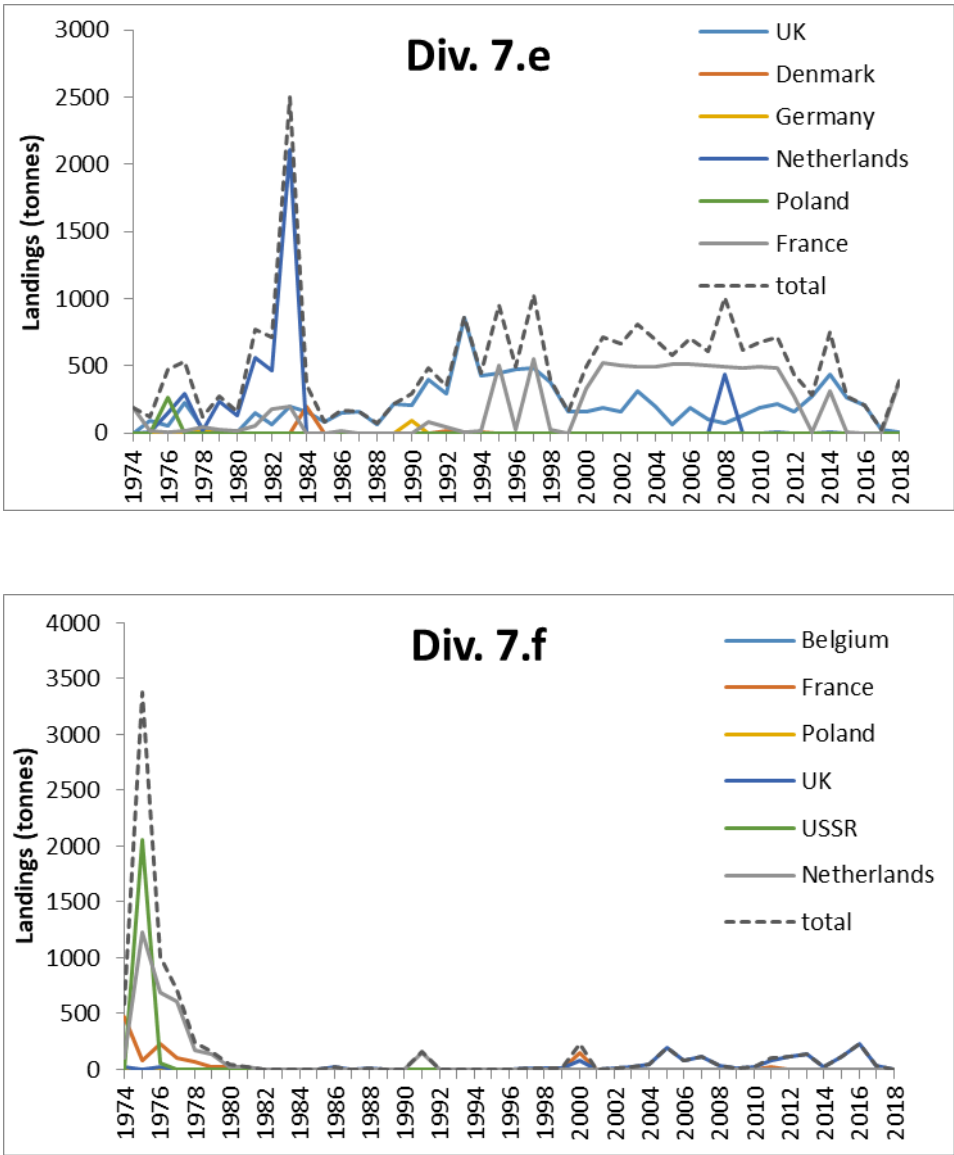 Div. 7.e
Landings (tonnes)
3000
2500
2000
1500
1000
500
0
1974 1976 1978 1980 1982 1984 1986 1988 1990 1992 1994 1996 1998 2000 2002 2004 2006 2008 2010 2012 2014 2016 2018
UK
Denmark
Germany
Netherlands
Poland
France
total
Div. 7.f
Landings (tonnes)
4000
3500
3000
2500
2000
1500
1000
500
0
1974 1976 1978 1980 1982 1984 1986 1988 1990 1992 1994 1996 1998 2000 2002 2004 2006 2008 2010 2012 2014 2016 2018
Belgium
France
Poland
UK
USSR
Netherlands
total